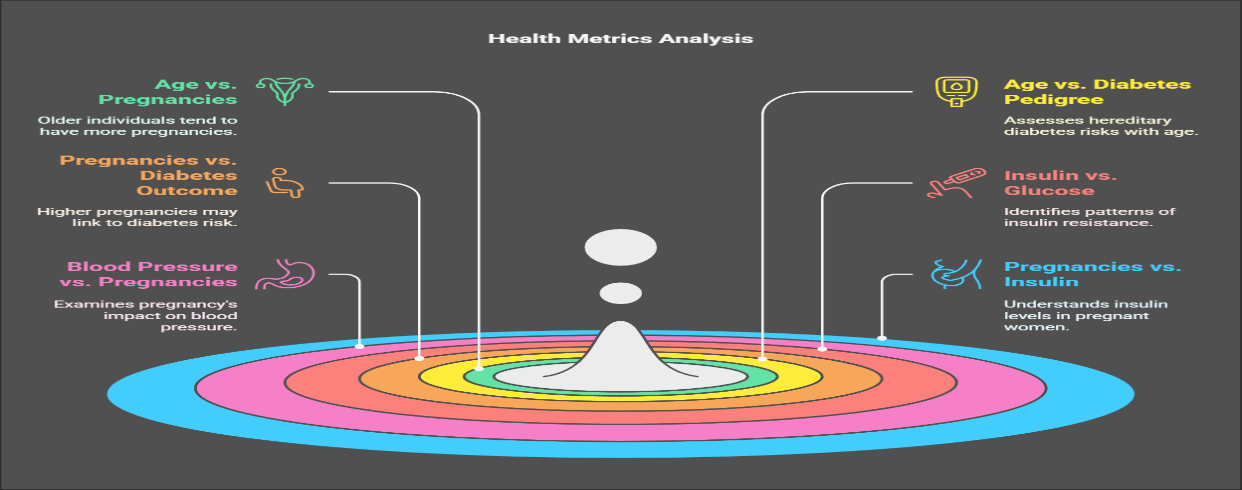 Health Metrics Analysis
Age vs.
Pregnancies
Older individuals tend to
have more pregnancies.
Pregnancies vs.
Diabetes
Outcome
Higher pregnancies may
link to diabetes risk.
Blood Pressure
vs. Pregnancies
Examines pregnancy's
impact on blood
pressure.
Age vs. Diabetes
Pedigree
Assesses hereditary
diabetes risks with age.
Insulin vs.
Glucose
Identifies patterns of
insulin resistance.
Pregnancies vs.
Insulin
Understands insulin
levels in pregnant
women.